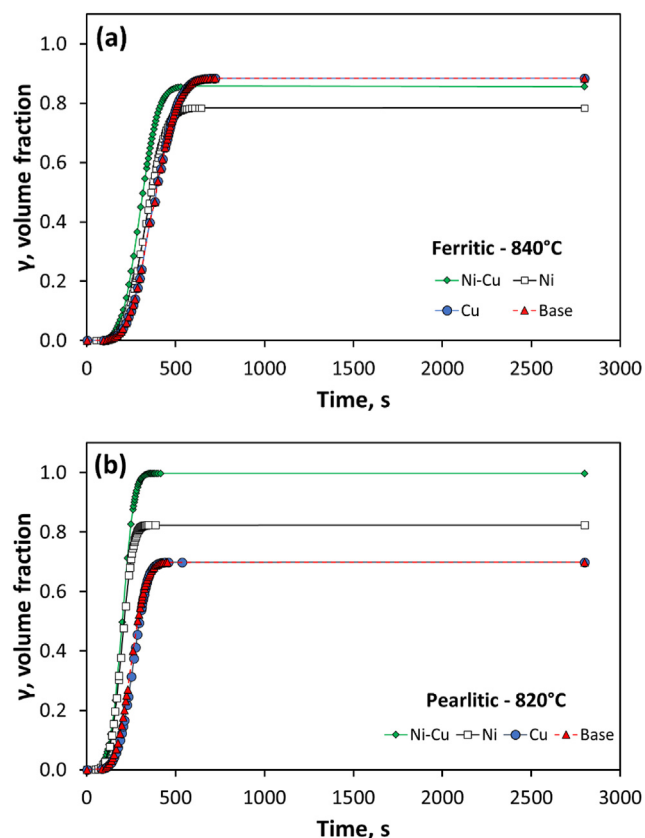 (a)
1.0
0.8
0.6
0.4
0.2
0.0
γ, volume fraction
Ferritic - 840°C
Ni-Cu Ni
Cu Base
0 500 1000 1500 2000 2500 3000
Time, s
(b)
1.0
0.8
0.6
0.4
0.2
0.0
γ, volume fraction
Pearlitic - 820°C
Ni-Cu Ni Cu Base
0 500 1000 1500 2000 2500 3000
Time, s